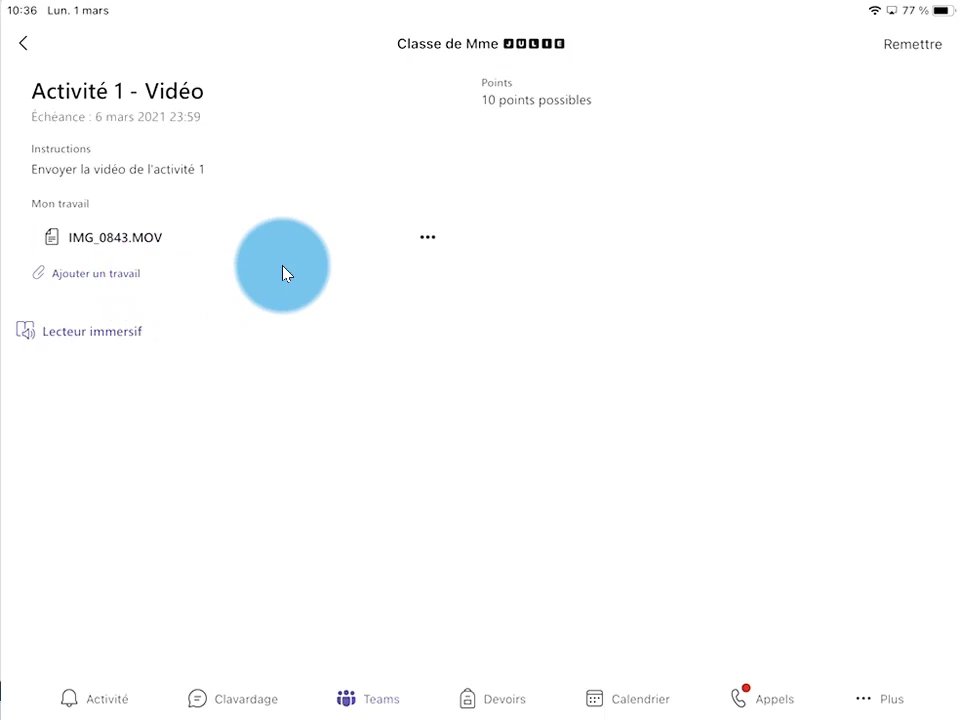 10:36 Lun. 1 mars 77 %
Classe de Mme JULIE
Remettre
Activité 1 - Vidéo
Échéance : 6 mars 2021 23:59
Points
10 points possibles
Instructions
Envoyer la vidéo de l'activité 1
Mon travail
IMG_0843.MOV
Ajouter un travail
Lecteur immersif
Activité Clavardage Teams Devoirs Calendrier Appels Plus